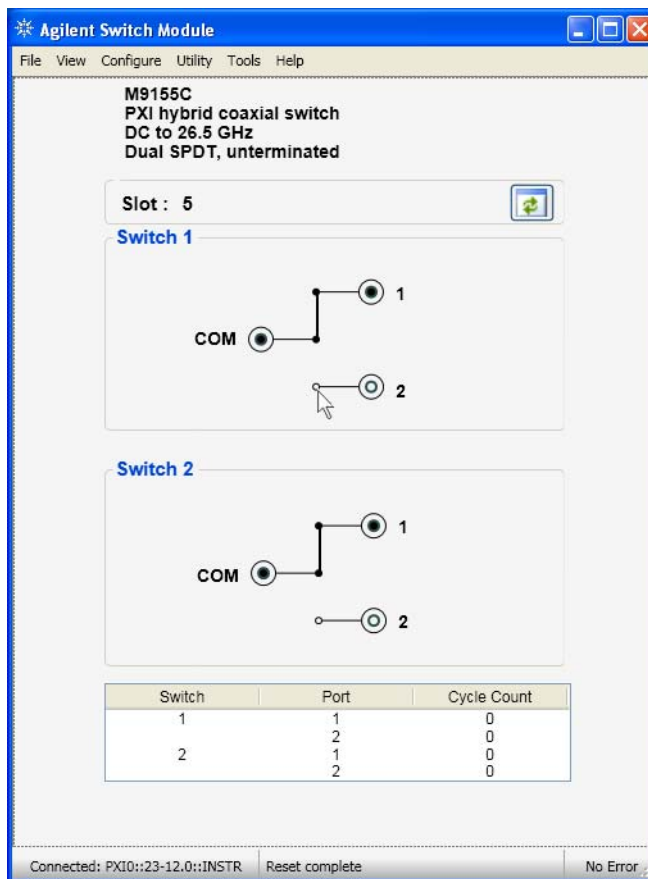 Agilent Switch Module
File View Configure Utility Tools Help
M9155C
PXI hybrid coaxial switch
DC to 26.5 GHz
Dual SPDT, unterminated
Slot : 5
Switch 1
1
COM
2
Switch 2
1
COM
2
Switch Port Cycle Count
1 1 0
2 0
2 1 0
2 0
Connected: PXI0::23-12.0::INSTR Reset complete No Error